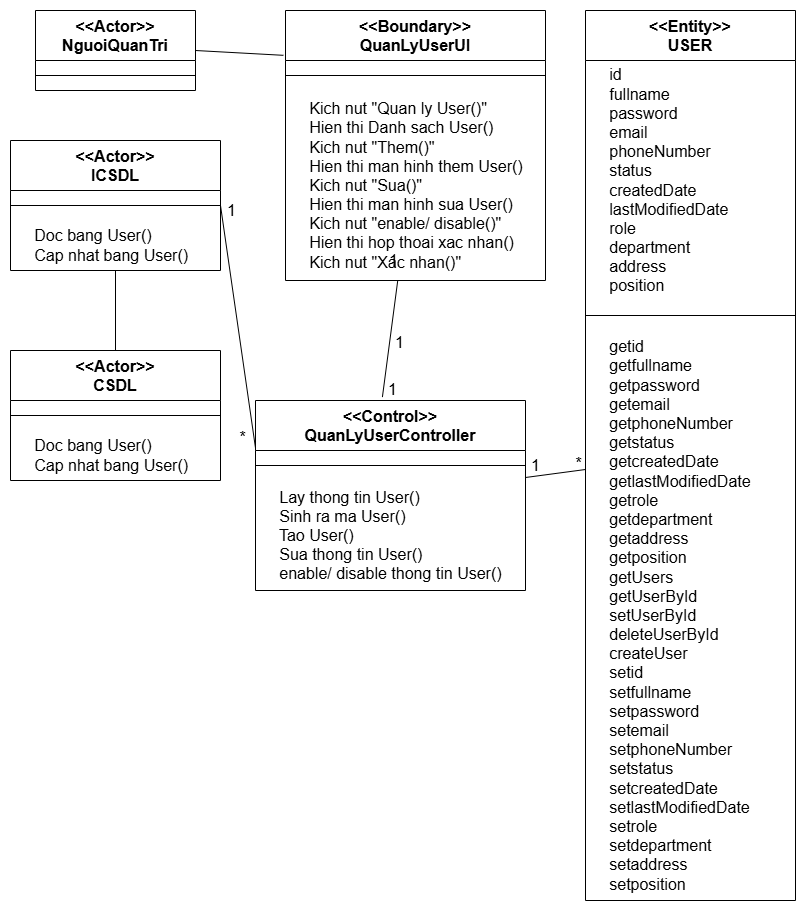 <<Actor>>
NguoiQuanTri
<<Boundary>>
QuanLyUserUI
Kich nut "Quan ly User()"
Hien thi Danh sach User()
Kich nut "Them()"
Hien thi man hinh them User()
Kich nut "Sua()"
Hien thi man hinh sua User()
Kich nut "enable/ disable()"
Hien thi hop thoai xac nhan()
Kich nut "Xac nhan()"
1
1
1
<<Actor>>
ICSDL
Doc bang User()
Cap nhat bang User()
1
*
<<Actor>>
CSDL
Doc bang User()
Cap nhat bang User()
<<Control>>
QuanLyUserController
Lay thong tin User()
Sinh ra ma User()
Tao User()
Sua thong tin User()
enable/ disable thong tin User()
1
*
<<Entity>>
USER
id
fullname
password
email
phoneNumber
status
createdDate
lastModifiedDate
role
department
address
position
getid
getfullname
getpassword
getemail
getphoneNumber
getstatus
getcreatedDate
getlastModifiedDate
getrole
getdepartment
getaddress
getposition
getUsers
getUserById
setUserById
deleteUserById
createUser
setid
setfullname
setpassword
setemail
setphoneNumber
setstatus
setcreatedDate
setlastModifiedDate
setrole
setdepartment
setaddress
setposition